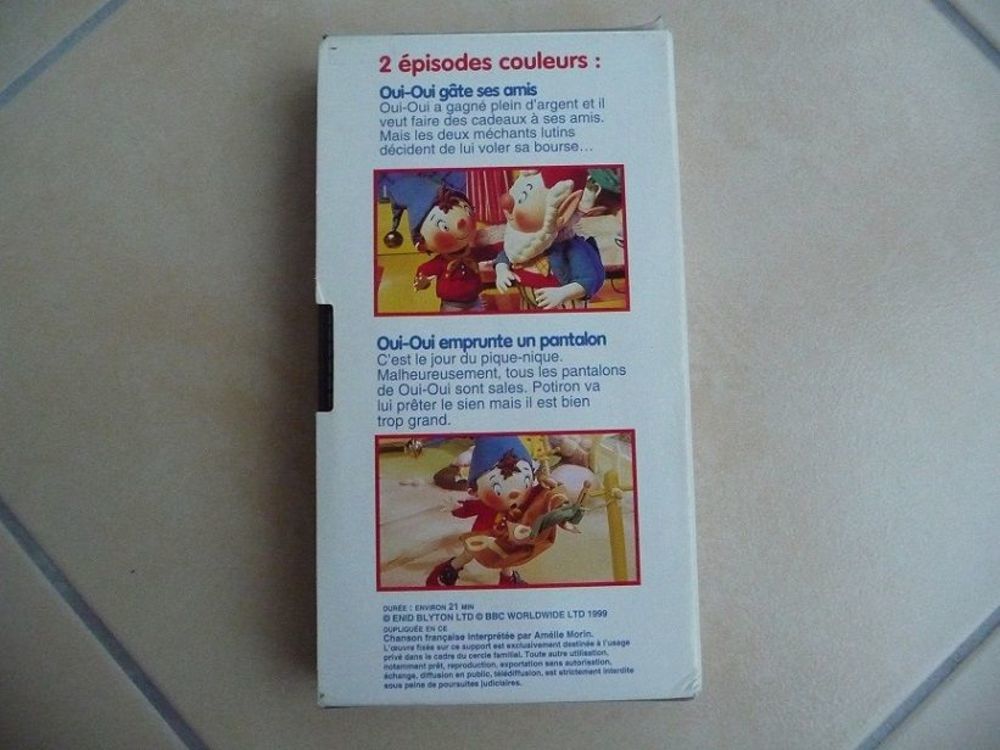 2 épisodes couleurs :
Oui-Oui gâte ses amis
Oui-Oui a gagné plein d'argent et il
veut faire des cadeaux à ses amis.
Mais les deux méchants lutins
décident de lui voler sa bourse...
Oui-Oui emprunte un pantalon
C'est le jour du pique-nique.
Malheureusement, tous les pantalons
de Oui-Oui sont sales. Potiron va
lui prêter le sien mais il est bien
trop grand.
DURÉE : ENVIRON 21 MIN
© ENID BLYTON LTD © BBC WORLDWIDE LTD 1999
DUPLIQUÉE EN CE
Chanson française interprétée par Amélie Morin.
L'œuvre fixée sur ce support est exclusivement destinée à l'usage
privé dans le cadre du cercle familial. Toute autre utilisation,
notamment prêt, reproduction, exportation sans autorisation,
échange, diffusion en public, télédiffusion, est strictement interdite
sous peine de poursuites judiciaires.